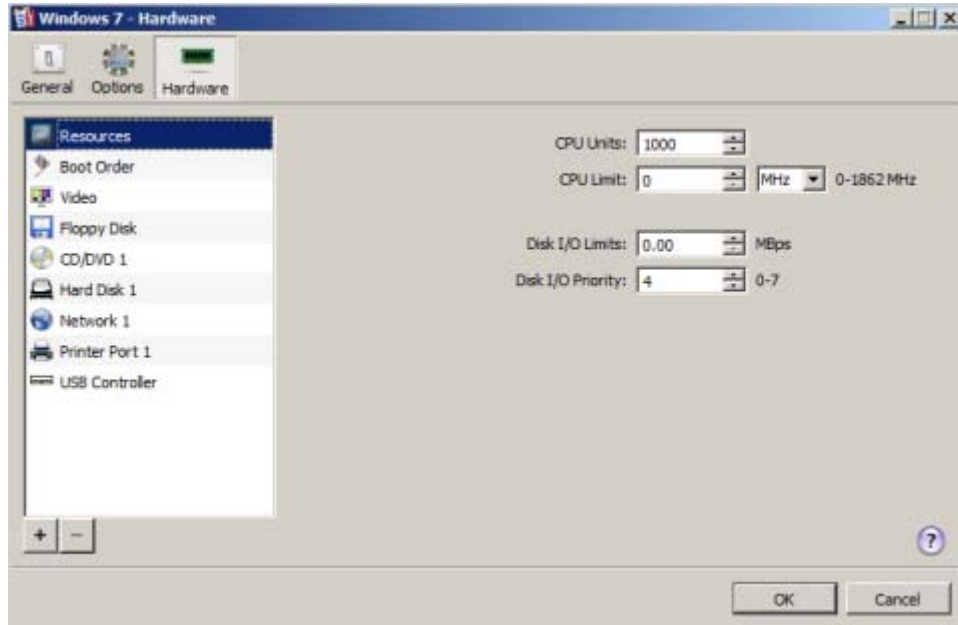 Windows 7 - Hardware
General Options Hardware
Resources
Boot Order
Video
Floppy Disk
CD/DVD 1
Hard Disk 1
Network 1
Printer Port 1
USB Controller
CPU Units: 1000
CPU Limit: 0 MHz 0-1862 MHz
Disk I/O Limits: 0.00 MBps
Disk I/O Priority: 4 0-7
+ −
?
OK Cancel